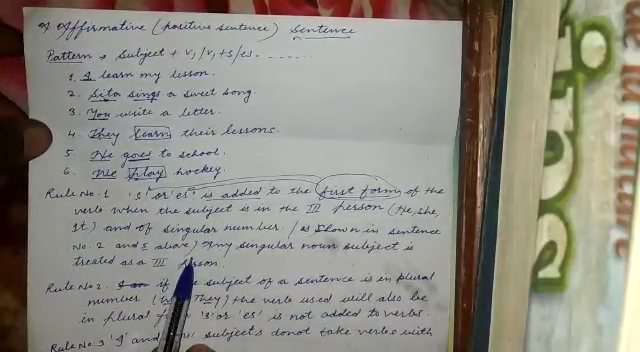 Affirmative (positive sentence) Sentence
Pattern → Subject + V1/V1+s/es.......
1. I learn my lesson.
2. Sita sings a sweet song.
3. You write a letter.
4. They learn their lessons.
5. He goes to school.
6. We play hockey.
Rule No. 1 's' or 'es' is added to the first form of the
verb when the subject is in the III person (He, She,
It) and of singular number. (as shown in sentence
No. 2 and 5 above) Any singular noun subject is
treated as a III person.
Rule No 2. if subject of a sentence is in plural
number (They) the verb used will also be
in plural 's' or 'es' is not added to verbs.
Rule No: 3 'I' and subjects donot take verbs with
nature